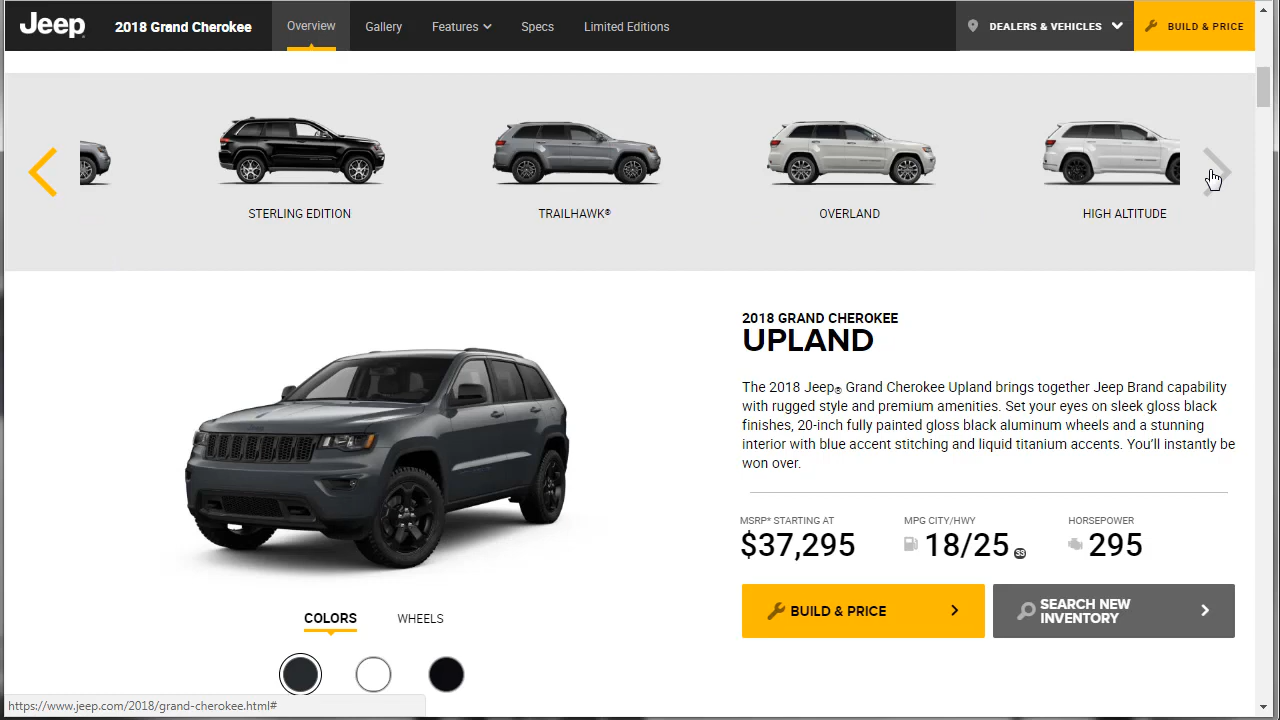 Jeep
2018 Grand Cherokee
Overview
Gallery
Features
Specs
Limited Editions
DEALERS & VEHICLES
BUILD & PRICE
STERLING EDITION
TRAILHAWK®
OVERLAND
HIGH ALTITUDE
2018 GRAND CHEROKEE
UPLAND
The 2018 Jeep® Grand Cherokee Upland brings together Jeep Brand capability
with rugged style and premium amenities. Set your eyes on sleek gloss black
finishes, 20-inch fully painted gloss black aluminum wheels and a stunning
interior with blue accent stitching and liquid titanium accents. You'll instantly be
won over.
MSRP* STARTING AT
$37,295
MPG CITY/HWY
18/25
HORSEPOWER
295
BUILD & PRICE
SEARCH NEW
INVENTORY
COLORS
WHEELS
https://www.jeep.com/2018/grand-cherokee.html#